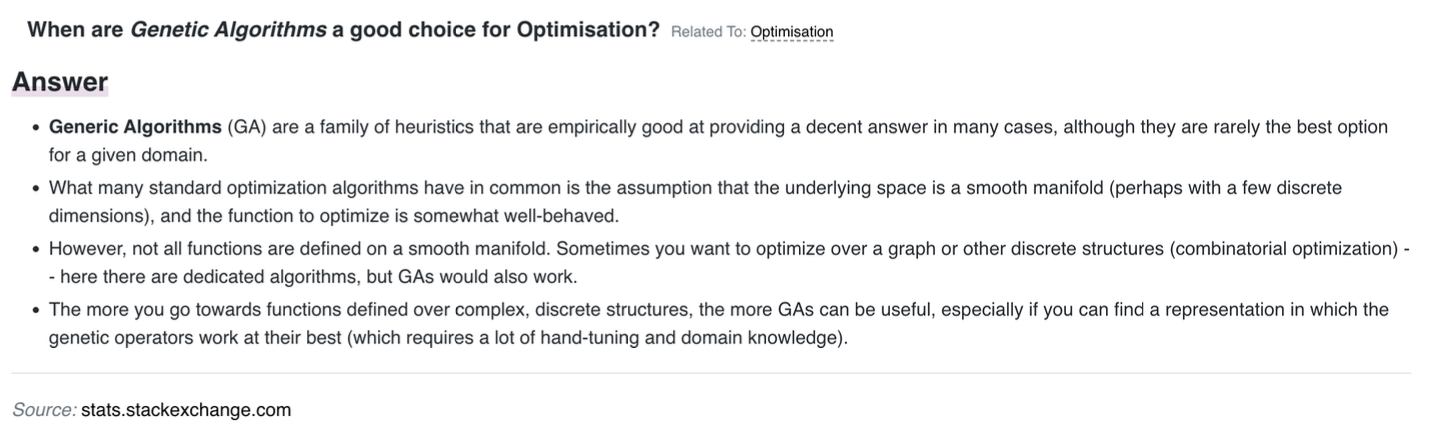 When are Genetic Algorithms a good choice for Optimisation? Related To: Optimisation
Answer
• Generic Algorithms (GA) are a family of heuristics that are empirically good at providing a decent answer in many cases, although they are rarely the best option
for a given domain.
• What many standard optimization algorithms have in common is the assumption that the underlying space is a smooth manifold (perhaps with a few discrete
dimensions), and the function to optimize is somewhat well-behaved.
• However, not all functions are defined on a smooth manifold. Sometimes you want to optimize over a graph or other discrete structures (combinatorial optimization) -
- here there are dedicated algorithms, but GAs would also work.
• The more you go towards functions defined over complex, discrete structures, the more GAs can be useful, especially if you can find a representation in which the
genetic operators work at their best (which requires a lot of hand-tuning and domain knowledge).
Source: stats.stackexchange.com